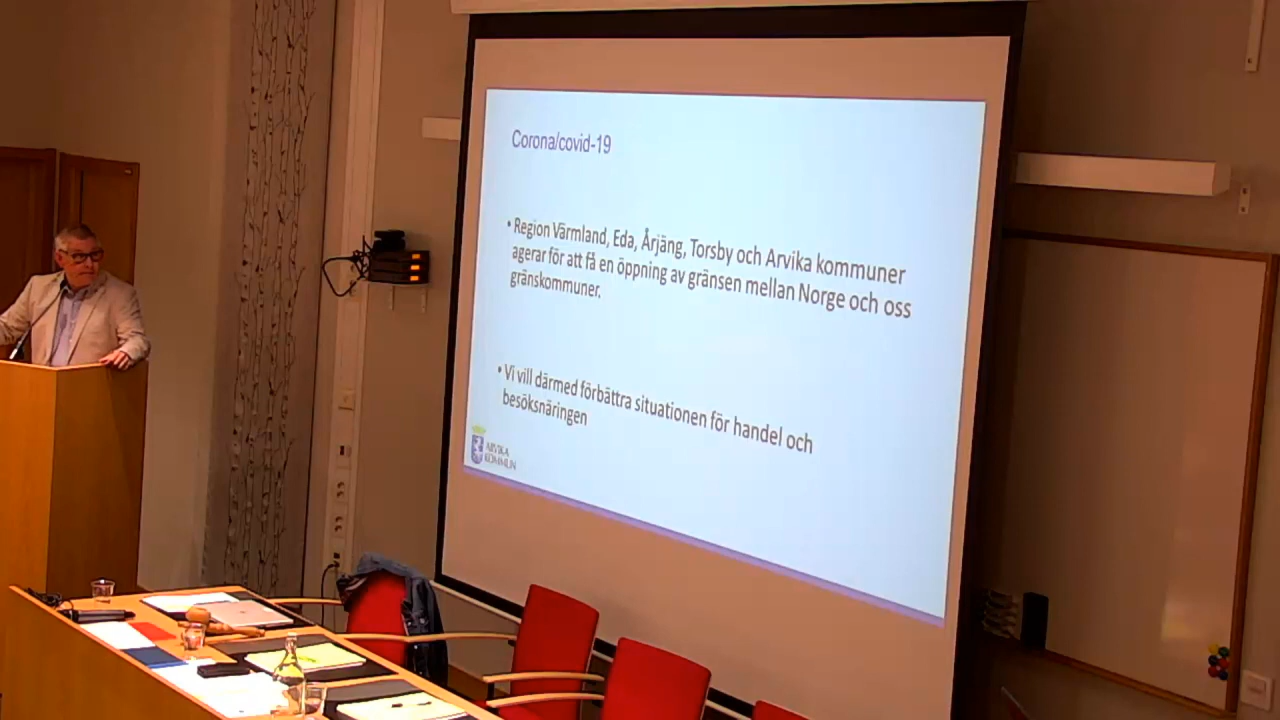 Corona/covid-19
• Region Värmland, Eda, Årjäng, Torsby och Arvika kommuner
agerar för att få en öppning av gränsen mellan Norge och oss
gränskommuner.
• Vi vill därmed förbättra situationen för handel och
besöksnäringen
ARVIKA
KOMMUN